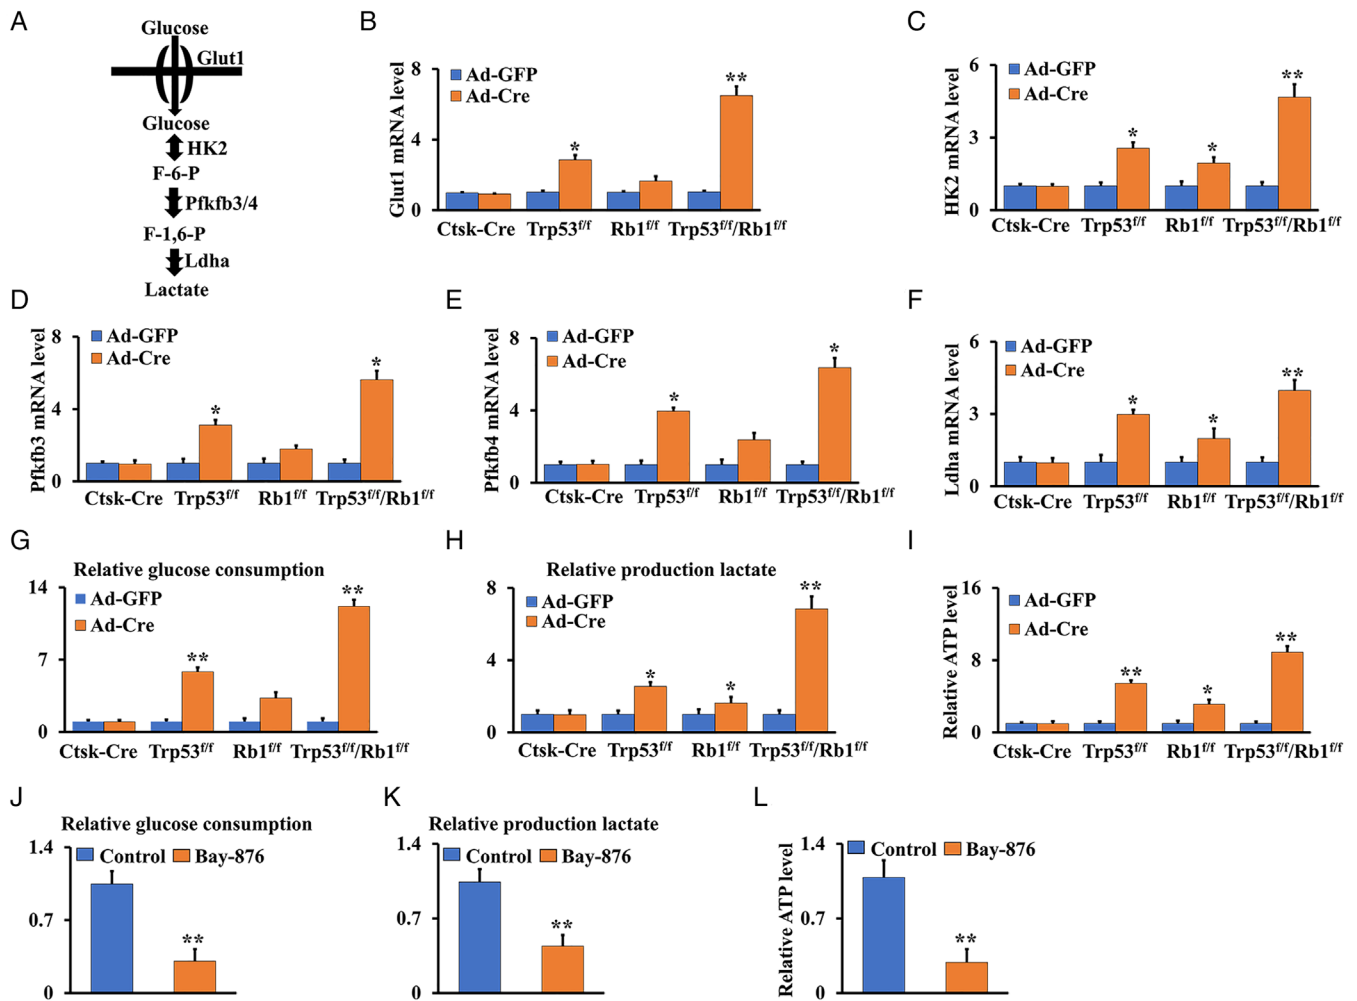 A
Glucose
Glut1
Glucose
HK2
F-6-P
Pfkfb3/4
F-1,6-P
Ldha
Lactate
B
Glut1 mRNA level
8
4
0
Ad-GFP
Ad-Cre
*
**
Ctsk-Cre Trp53f/f Rb1f/f Trp53f/f/Rb1f/f
C
HK2 mRNA level
6
3
0
Ad-GFP
Ad-Cre
*
*
**
Ctsk-Cre Trp53f/f Rb1f/f Trp53f/f/Rb1f/f
D
Pfkfb3 mRNA level
8
4
0
Ad-GFP
Ad-Cre
*
*
Ctsk-Cre Trp53f/f Rb1f/f Trp53f/f/Rb1f/f
E
Pfkfb4 mRNA level
8
4
0
Ad-GFP
Ad-Cre
*
*
Ctsk-Cre Trp53f/f Rb1f/f Trp53f/f/Rb1f/f
F
Ldha mRNA level
6
3
0
Ad-GFP
Ad-Cre
*
*
**
Ctsk-Cre Trp53f/f Rb1f/f Trp53f/f/Rb1f/f
G
Relative glucose consumption
14
7
0
Ad-GFP
Ad-Cre
**
**
Ctsk-Cre Trp53f/f Rb1f/f Trp53f/f/Rb1f/f
H
Relative production lactate
8
4
0
Ad-GFP
Ad-Cre
*
*
**
Ctsk-Cre Trp53f/f Rb1f/f Trp53f/f/Rb1f/f
I
Relative ATP level
16
8
0
Ad-GFP
Ad-Cre
**
*
**
Ctsk-Cre Trp53f/f Rb1f/f Trp53f/f/Rb1f/f
J
Relative glucose consumption
1.4
0.7
0
Control Bay-876
**
K
Relative production lactate
1.4
0.7
0
Control Bay-876
**
L
Relative ATP level
1.4
0.7
0
Control Bay-876
**